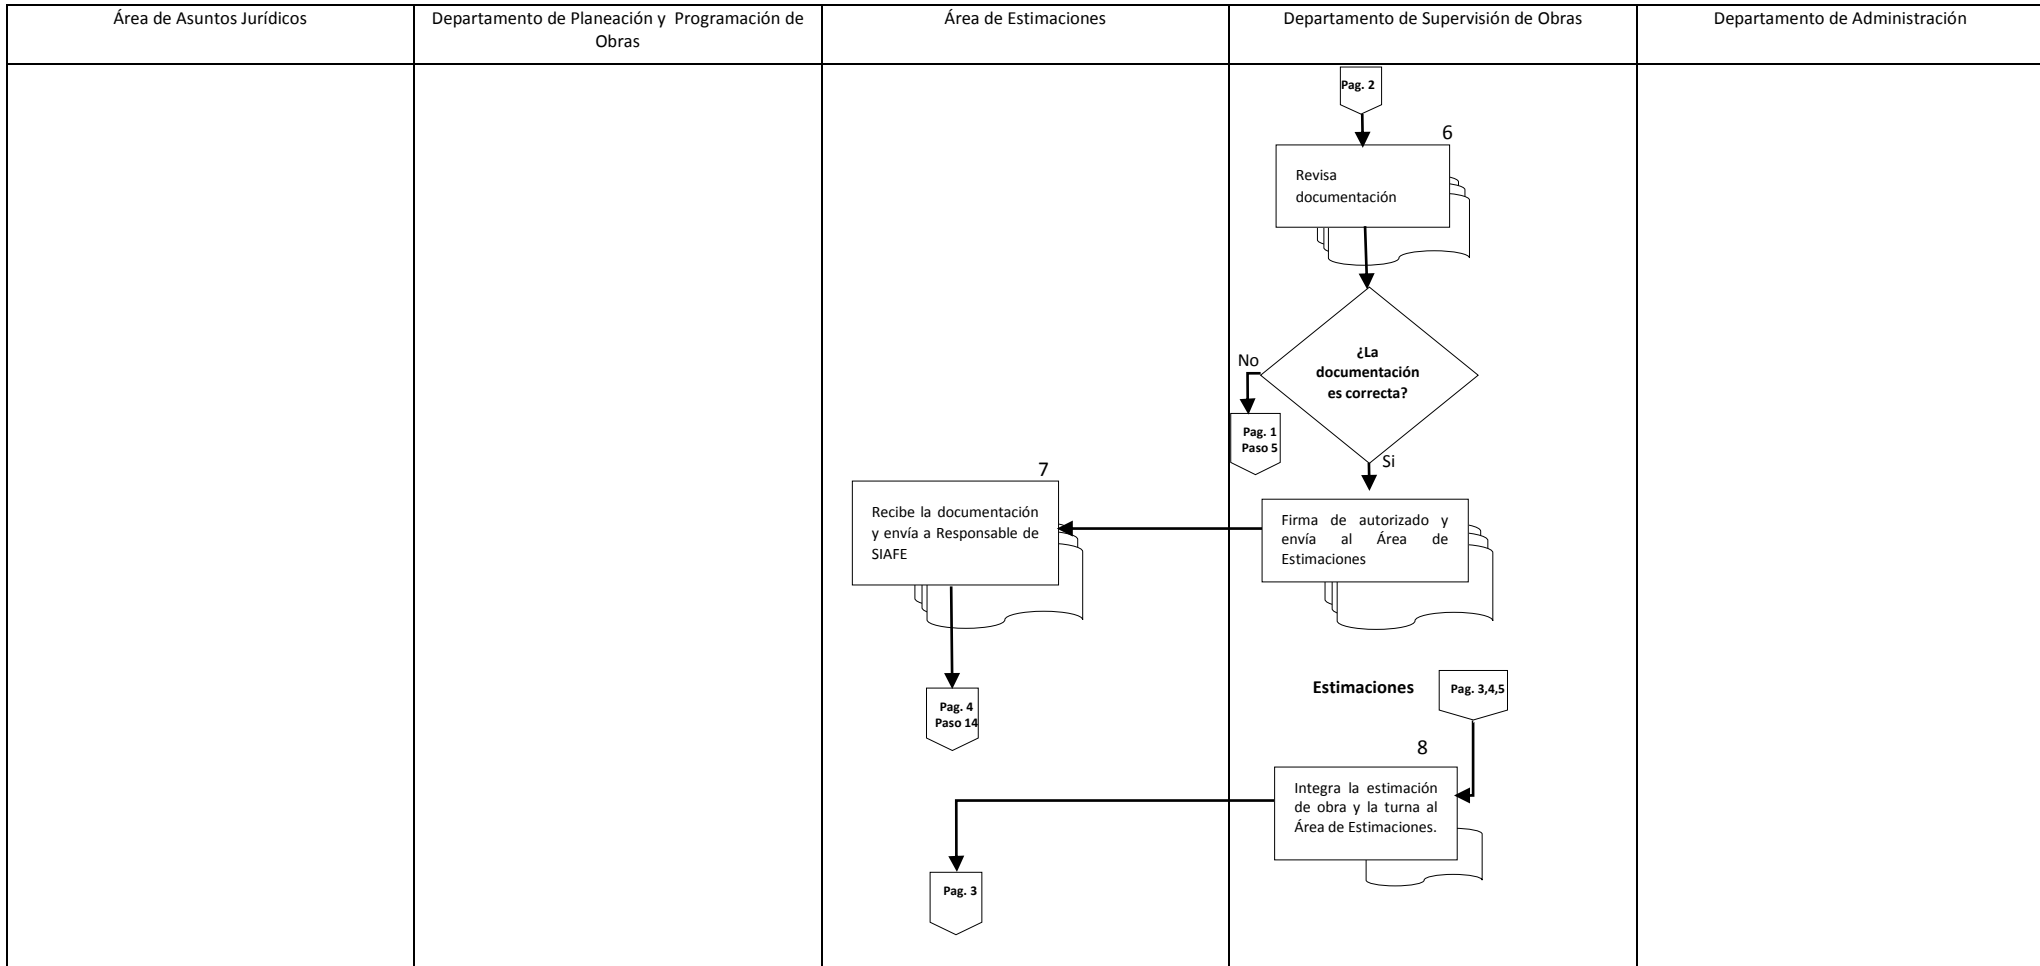 Área de Asuntos Jurídicos
Departamento de Planeación y Programación de
Obras
Área de Estimaciones
Departamento de Supervisión de Obras
Departamento de Administración
Pag. 2
6
Revisa
documentación
¿La
documentación
es correcta?
No
Pag. 1
Paso 5
Si
7
Recibe la documentación
y envía a Responsable de
SIAFE
Firma de autorizado y
envía al Área de
Estimaciones
Pag. 4
Paso 14
Estimaciones
Pag. 3,4,5
8
Integra la estimación
de obra y la turna al
Área de Estimaciones.
Pag. 3